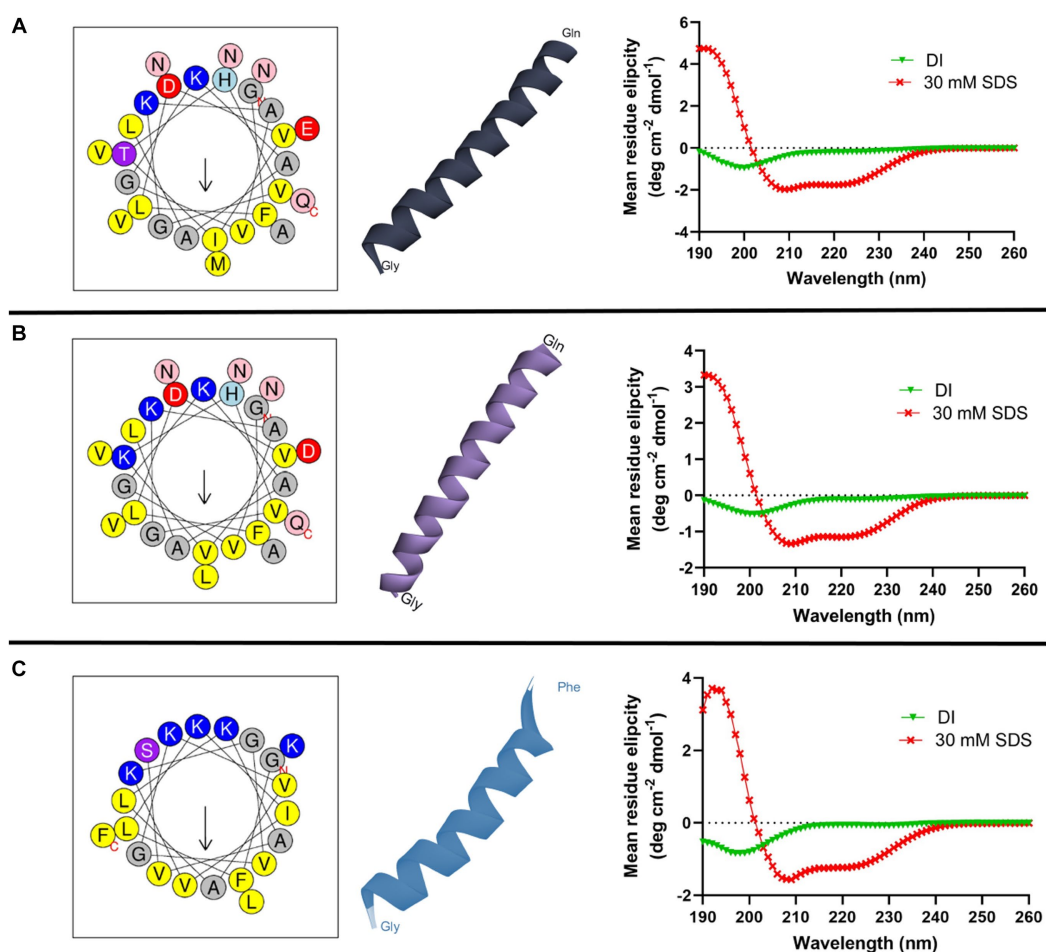 A
N
N
D
K
H
N
K
G
N
A
L
V
E
V
T
A
G
V
Q
C
L
F
V
G
A
I
V
A
M
Gln
Gly
Mean residue elipcity
(deg cm⁻² dmol⁻¹)
6
4
2
0
-2
-4
190 200 210 220 230 240 250 260
Wavelength (nm)
DI
30 mM SDS
B
N
N
D
K
H
N
K
G
N
A
L
V
D
V
K
A
G
V
Q
C
L
F
V
G
A
V
V
A
L
Gln
Gly
Mean residue elipcity
(deg cm⁻² dmol⁻¹)
4
3
2
1
0
-1
-2
190 200 210 220 230 240 250 260
Wavelength (nm)
DI
30 mM SDS
C
K
K
K
S
G
K
K
G
N
V
L
I
F
C
L
A
G
V
V
V
A
F
L
Phe
Gly
Mean residue elipcity
(deg cm⁻² dmol⁻¹)
4
2
0
-2
190 200 210 220 230 240 250 260
Wavelength (nm)
DI
30 mM SDS